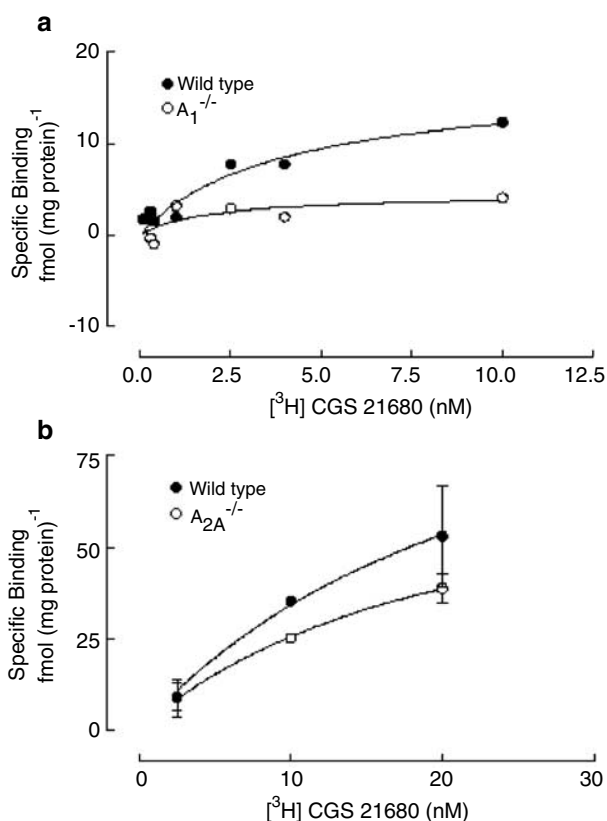 a
20
10
0
-10
Specific Binding
fmol (mg protein)⁻¹
Wild type
A₁⁻/⁻
0.0 2.5 5.0 7.5 10.0 12.5
[³H] CGS 21680 (nM)
b
75
50
25
0
Specific Binding
fmol (mg protein)⁻¹
Wild type
A₂A⁻/⁻
0 10 20 30
[³H] CGS 21680 (nM)